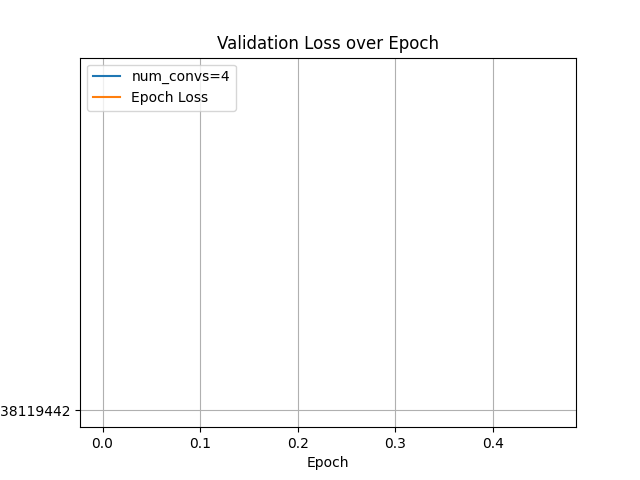 Validation Loss over Epoch
num_convs=4
Epoch Loss
38119442
0.0 0.1 0.2 0.3 0.4
Epoch